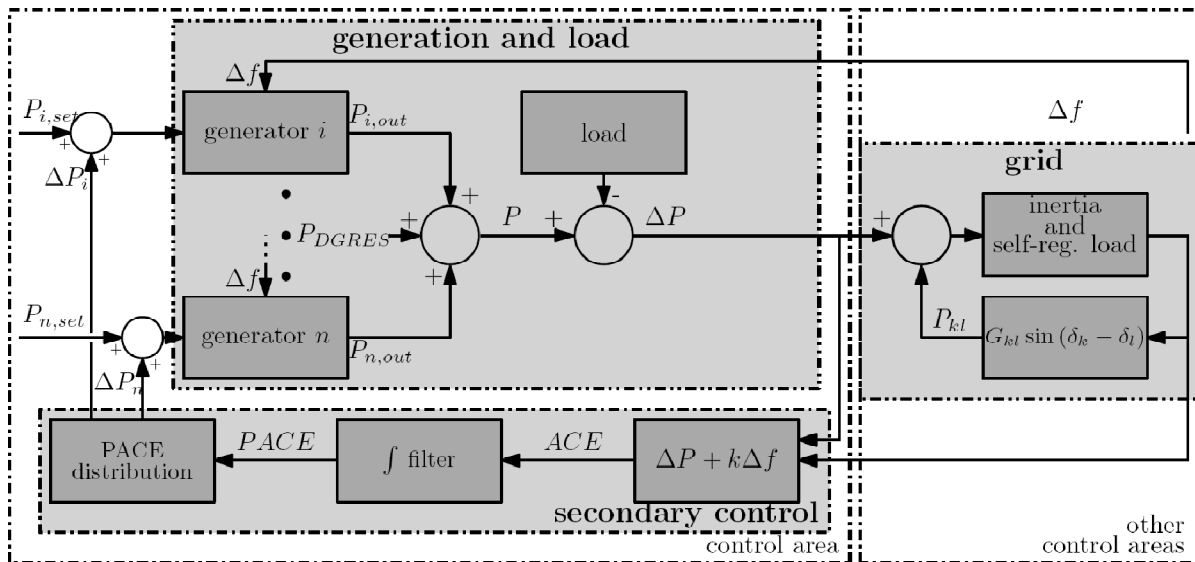 generation and load
Δf
P_{i,set}
+
+
ΔP_i
generator i
P_{i,out}
load
-
+
+
+
P_{DGRES}
P
+
ΔP
Δf
generator n
P_{n,out}
P_{n,set}
+
+
ΔP_n
Δf
grid
+
inertia
and
self-reg. load
P_{kl}
G_{kl} sin (δ_k − δ_l)
PACE
distribution
PACE
∫ filter
ACE
ΔP + kΔf
secondary control
control area
other
control areas